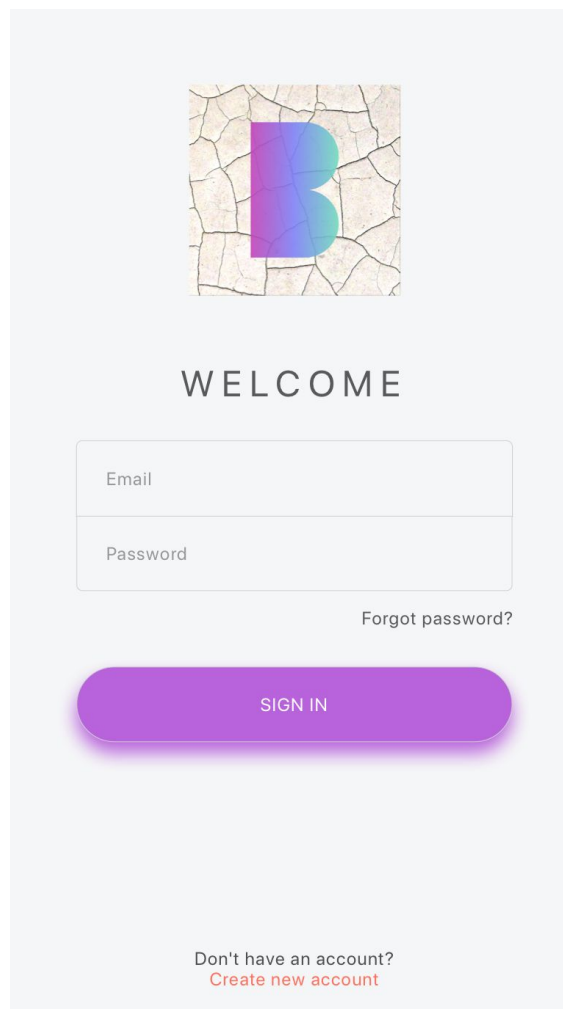 B
WELCOME
Email
Password
Forgot password?
SIGN IN
Don't have an account?
Create new account